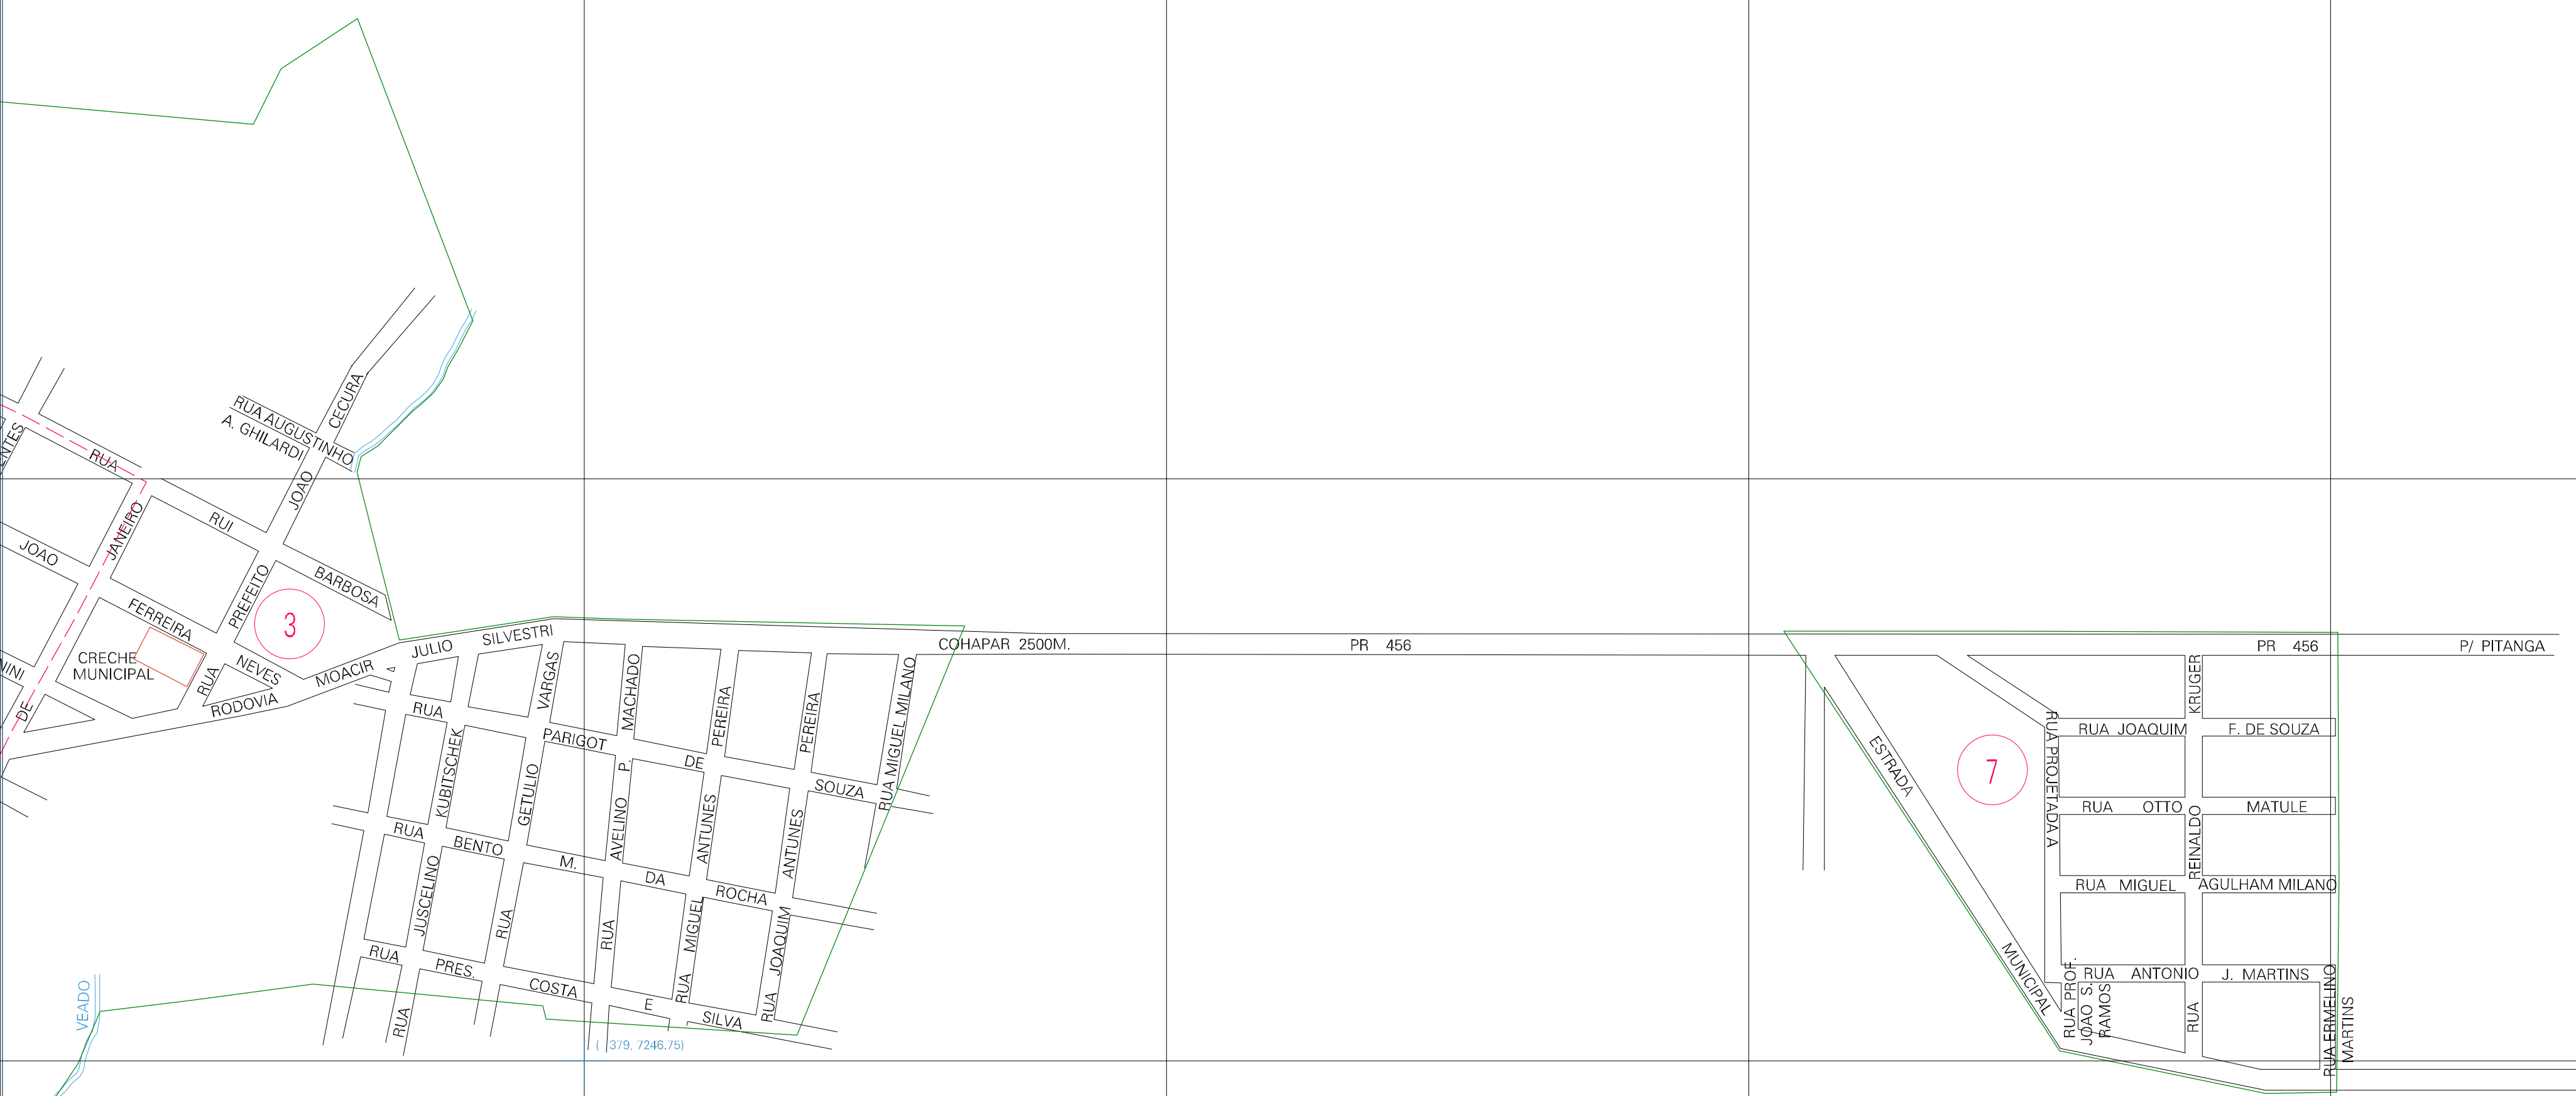 RUA AUGUSTINHO
A. GHILARDI
CECURA
JOAO
RUA
RUI
BARBOSA
JANEIRO
JOAO
FERREIRA
NEVES
PREFEITO
RUA
3
CRECHE
MUNICIPAL
DE
RODOVIA
MOACIR
JULIO
SILVESTRI
COHAPAR 2500M.
PR 456
PR 456
P/ PITANGA
VARGAS
GETULIO
RUA
MACHADO
P.
AVELINO
RUA
PEREIRA
ANTUNES
MIGUEL
RUA
PEREIRA
ANTUNES
JOAQUIM
RUA
RUA MIGUEL MILANO
KUBITSCHEK
JUSCELINO
RUA
RUA
PARIGOT
DE
SOUZA
RUA
BENTO
M.
DA
ROCHA
RUA
PRES.
COSTA
E
SILVA
VEADO
( 379, 7246.75)
ESTRADA
MUNICIPAL
7
RUA PROJETADA A
KRUGER
REINALDO
RUA
RUA JOAQUIM F. DE SOUZA
RUA OTTO MATULE
RUA MIGUEL AGULHAM MILANO
RUA ANTONIO J. MARTINS
RUA PROF.
JOAO S.
RAMOS
RUA ERMELINO
MARTINS